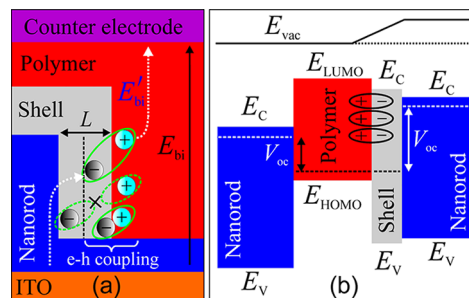 Counter electrode
Polymer
E′bi
Shell
L
Ebi
Nanorod
e-h coupling
ITO
(a)
(b)
Evac
ELUMO
EC
EC
EC
Polymer
Voc
Voc
EHOMO
Nanorod
Shell
Nanorod
EV
EV
EV
+ −
+ −
+ −
− + × + − − +